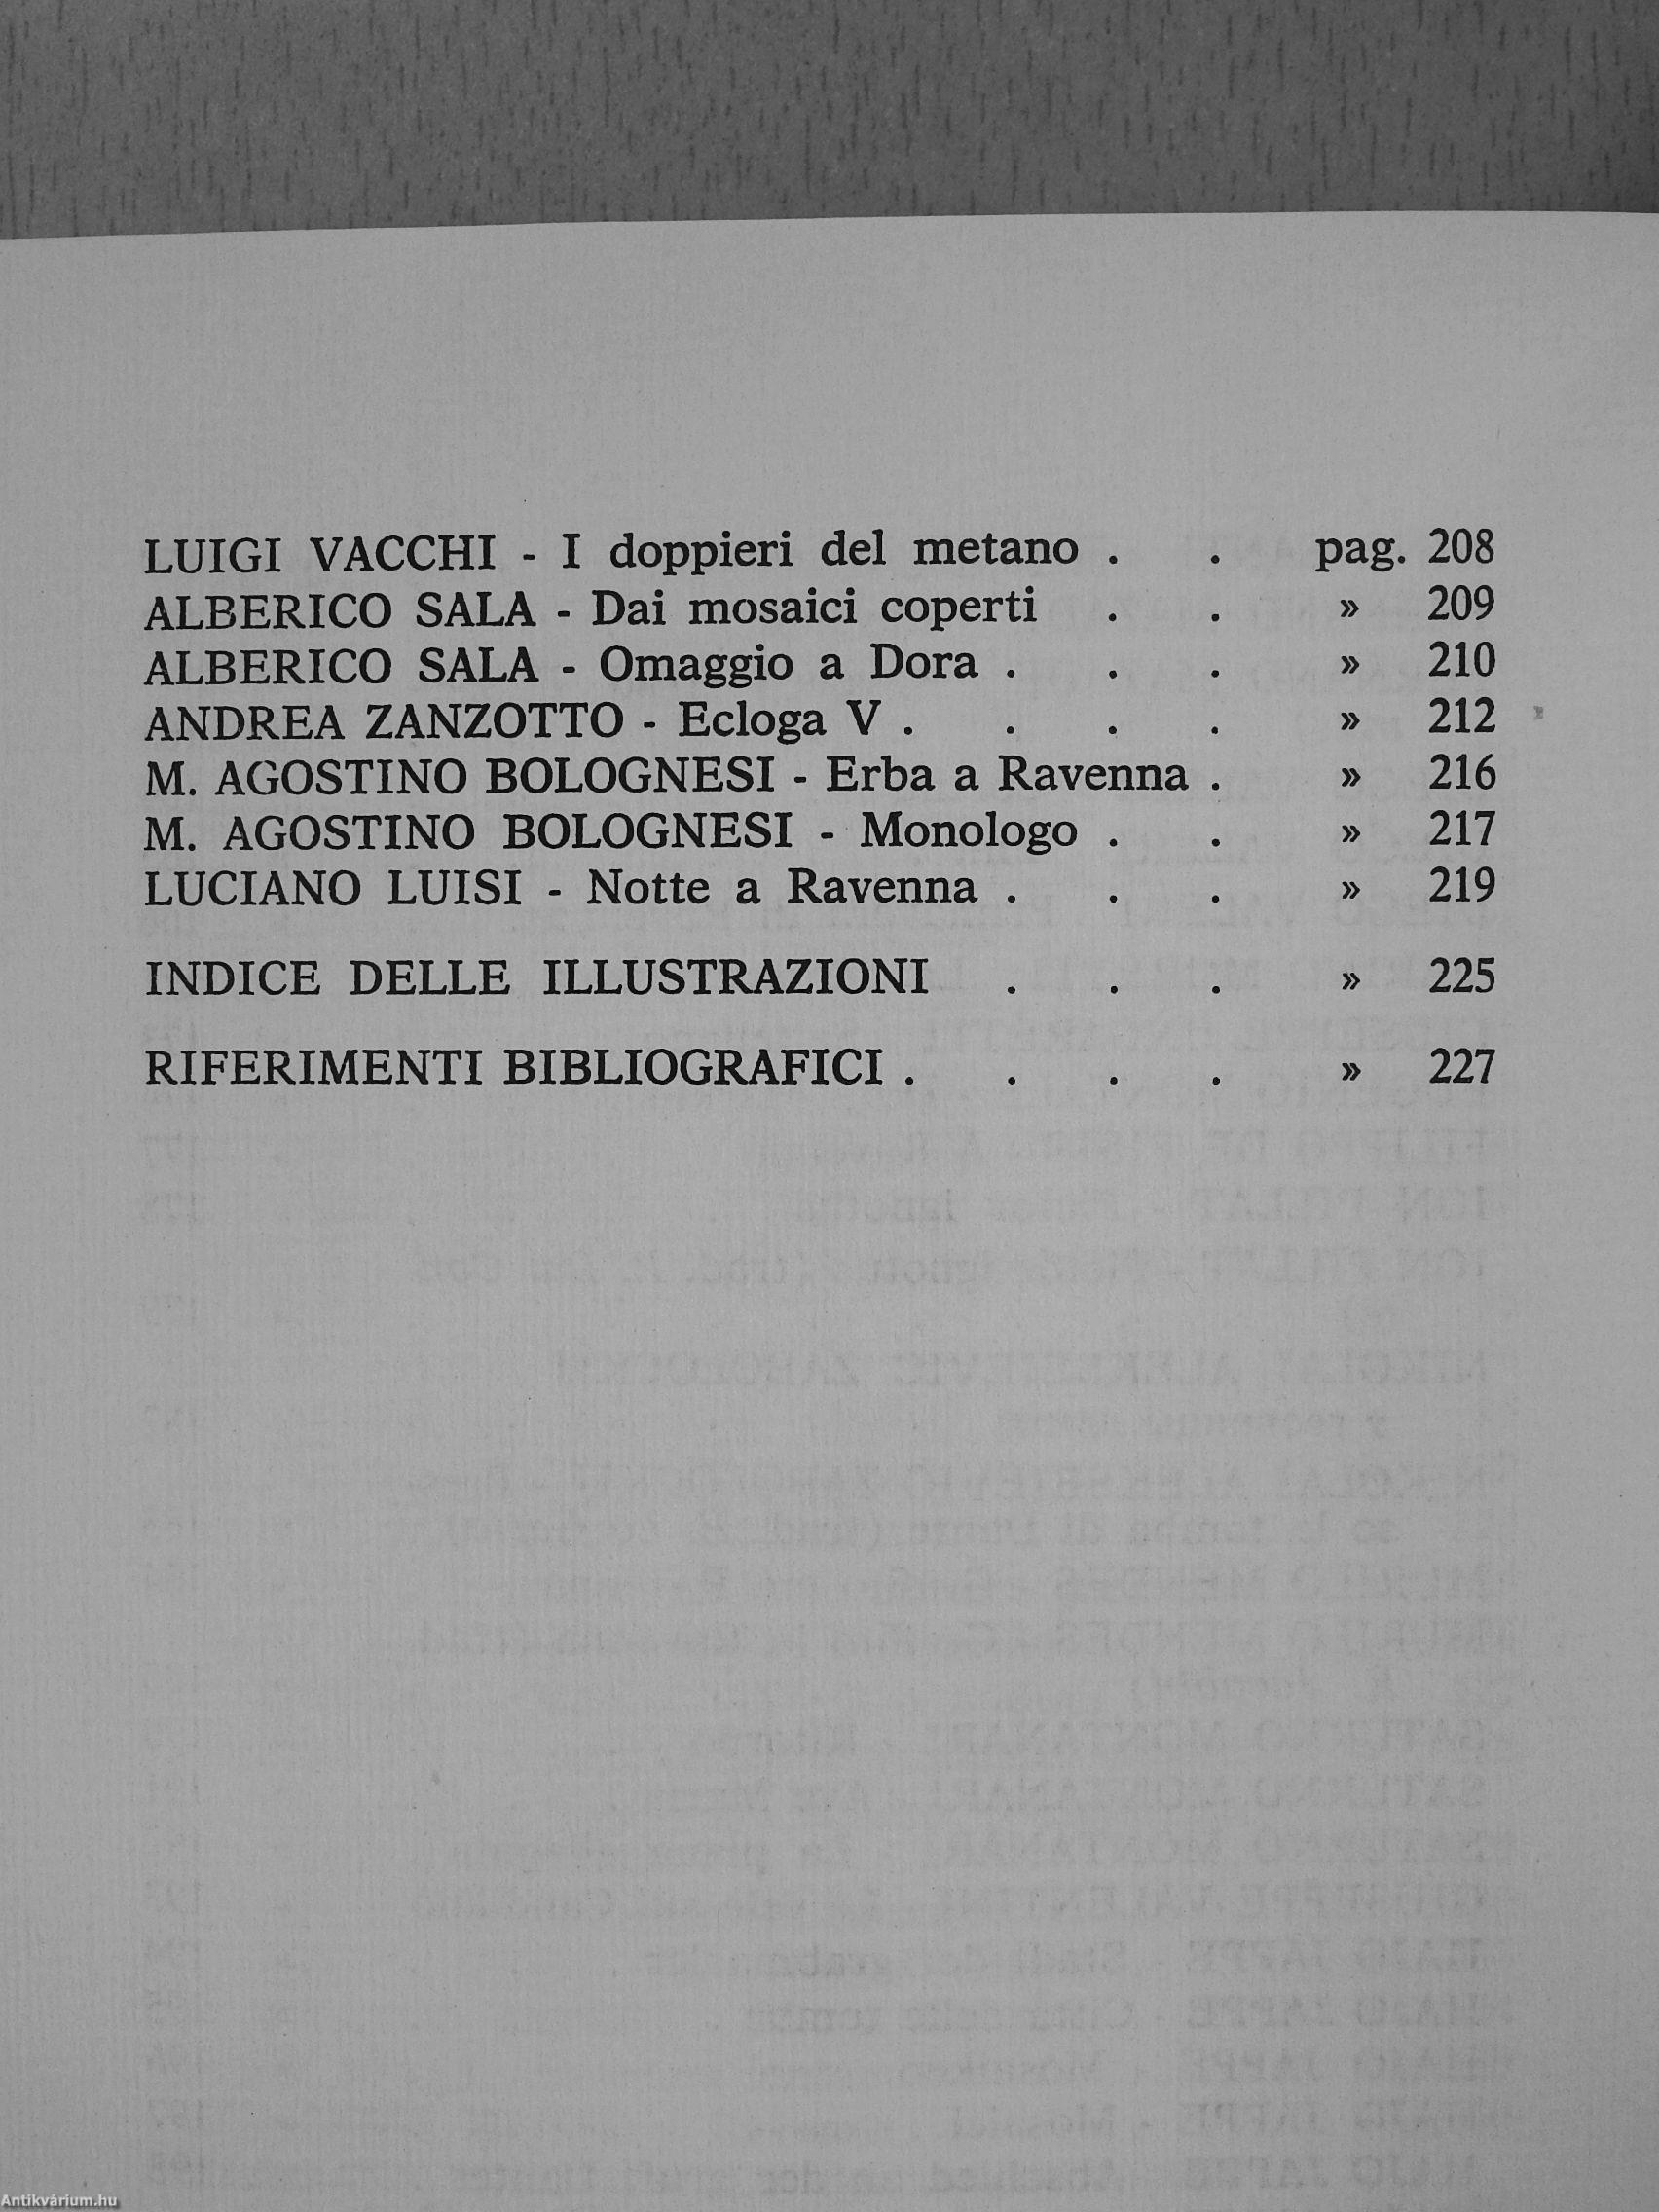 LUIGI VACCHI - I doppieri del metano . . pag. 208
ALBERICO SALA - Dai mosaici coperti . . » 209
ALBERICO SALA - Omaggio a Dora . . . » 210
ANDREA ZANZOTTO - Ecloga V . . . . » 212
M. AGOSTINO BOLOGNESI - Erba a Ravenna . » 216
M. AGOSTINO BOLOGNESI - Monologo . . » 217
LUCIANO LUISI - Notte a Ravenna . . . » 219
INDICE DELLE ILLUSTRAZIONI . . . » 225
RIFERIMENTI BIBLIOGRAFICI . . . . » 227
Antikvárium.hu